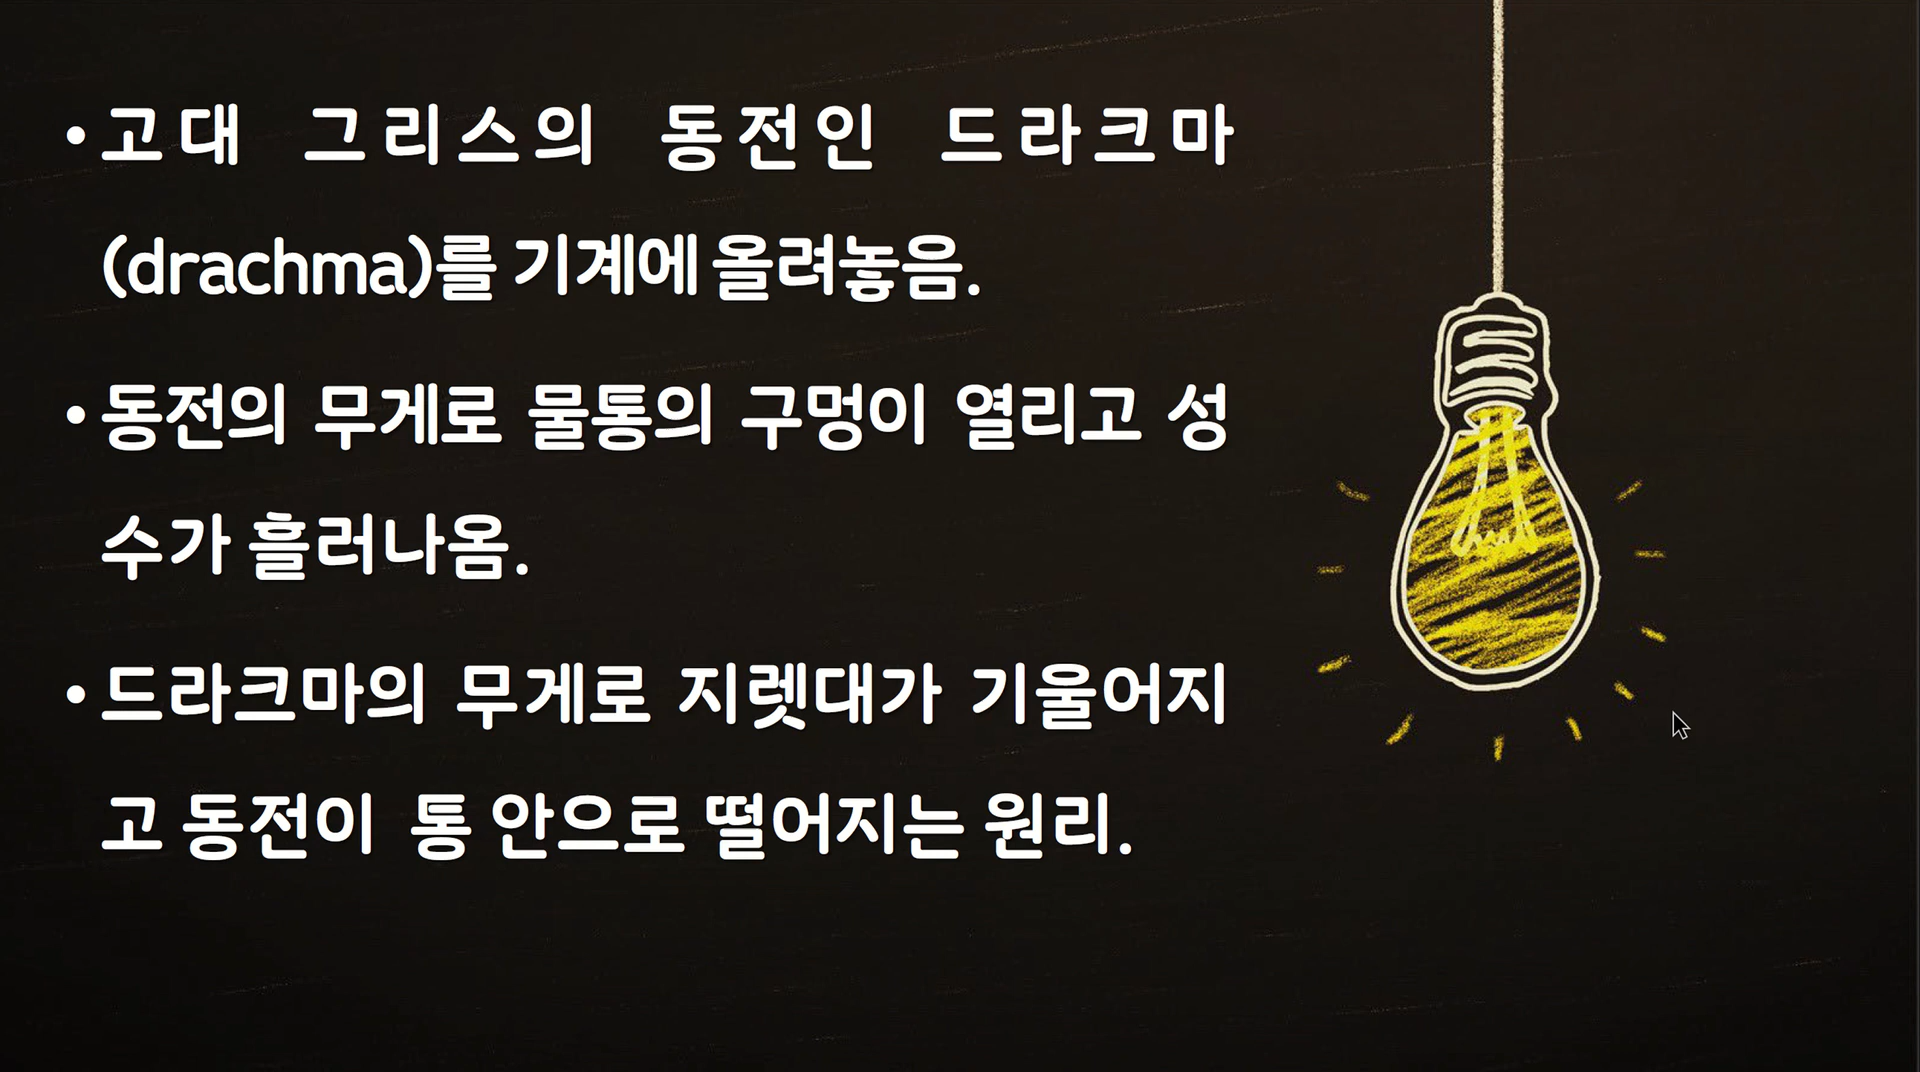 •고대 그리스의 동전인 드라크마
(drachma)를 기계에 올려놓음.
•동전의 무게로 물통의 구멍이 열리고 성
수가 흘러나옴.
•드라크마의 무게로 지렛대가 기울어지
고 동전이 통 안으로 떨어지는 원리.